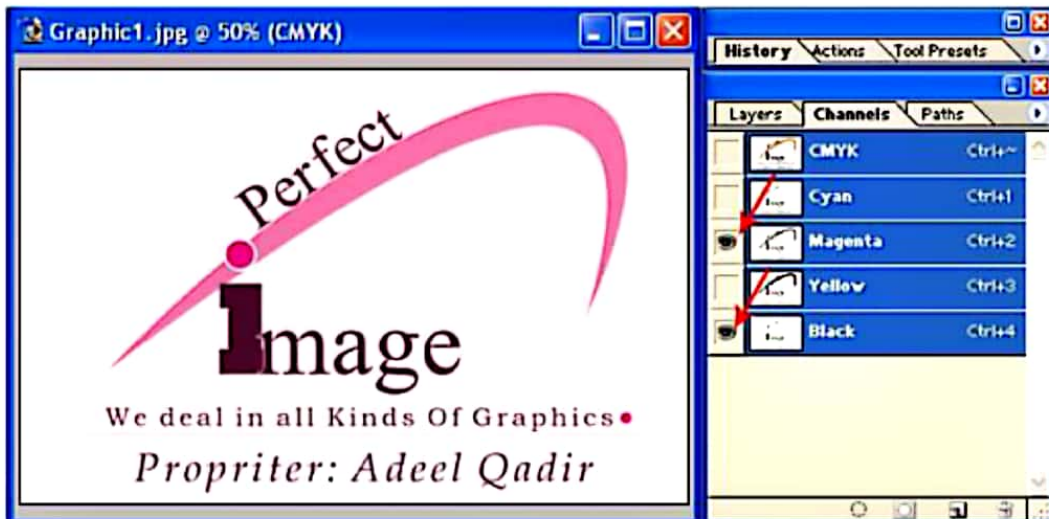 Graphic1.jpg @ 50% (CMYK)
Perfect
Image
We deal in all Kinds Of Graphics
Propriter: Adeel Qadir
History Actions Tool Presets
Layers Channels Paths
CMYK Ctrl+~
Cyan Ctrl+1
Magenta Ctrl+2
Yellow Ctrl+3
Black Ctrl+4